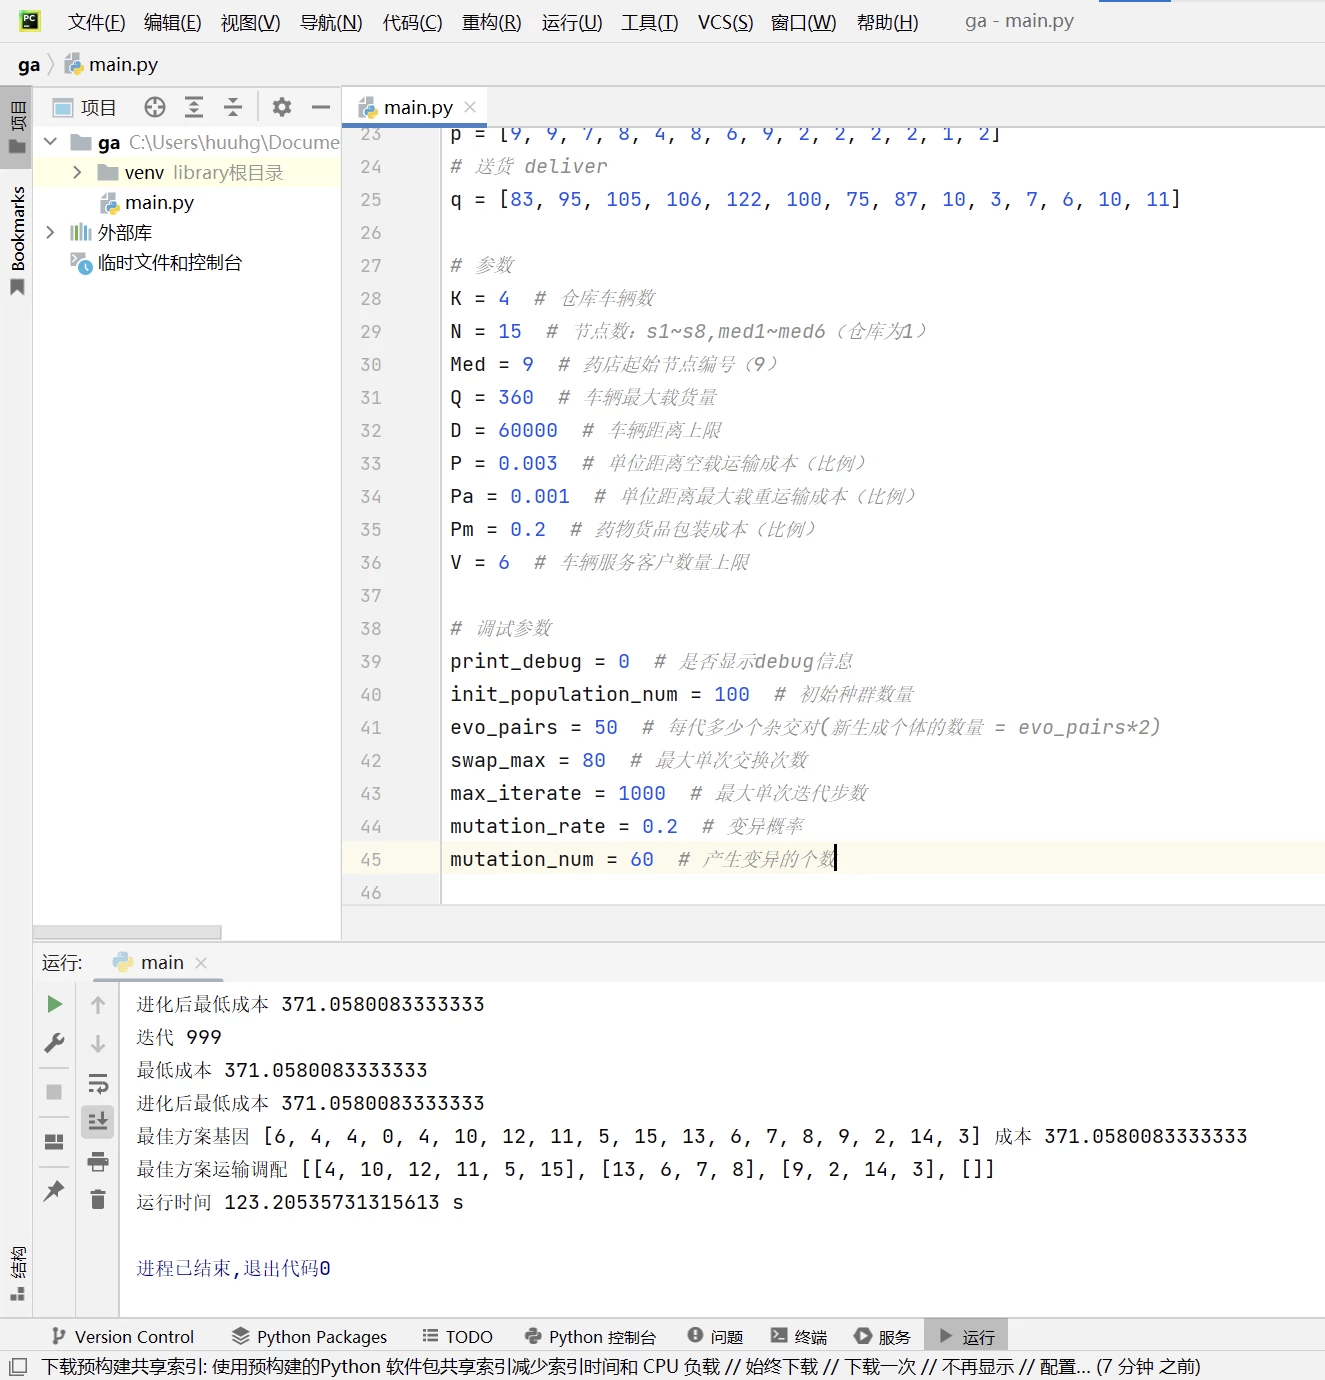 文件(F) 编辑(E) 视图(V) 导航(N) 代码(C) 重构(R) 运行(U) 工具(T) VCS(S) 窗口(W) 帮助(H) ga - main.py
ga main.py
项目
Bookmarks
结构
项目
ga C:\Users\huuhg\Docume
venv library根目录
main.py
外部库
临时文件和控制台
main.py
23 p = [9, 9, 7, 8, 4, 8, 6, 9, 2, 2, 2, 2, 1, 2]
24 # 送货 deliver
25 q = [83, 95, 105, 106, 122, 100, 75, 87, 10, 3, 7, 6, 10, 11]
26
27 # 参数
28 K = 4  # 仓库车辆数
29 N = 15  # 节点数：s1~s8,med1~med6（仓库为1）
30 Med = 9  # 药店起始节点编号（9）
31 Q = 360  # 车辆最大载货量
32 D = 60000  # 车辆距离上限
33 P = 0.003  # 单位距离空载运输成本（比例）
34 Pa = 0.001  # 单位距离最大载重运输成本（比例）
35 Pm = 0.2  # 药物货品包装成本（比例）
36 V = 6  # 车辆服务客户数量上限
37
38 # 调试参数
39 print_debug = 0  # 是否显示debug信息
40 init_population_num = 100  # 初始种群数量
41 evo_pairs = 50  # 每代多少个杂交对(新生成个体的数量 = evo_pairs*2)
42 swap_max = 80  # 最大单次交换次数
43 max_iterate = 1000  # 最大单次迭代步数
44 mutation_rate = 0.2  # 变异概率
45 mutation_num = 60  # 产生变异的个数
46
运行: main
进化后最低成本 371.0580083333333
迭代 999
最低成本 371.0580083333333
进化后最低成本 371.0580083333333
最佳方案基因 [6, 4, 4, 0, 4, 10, 12, 11, 5, 15, 13, 6, 7, 8, 9, 2, 14, 3] 成本 371.0580083333333
最佳方案运输调配 [[4, 10, 12, 11, 5, 15], [13, 6, 7, 8], [9, 2, 14, 3], []]
运行时间 123.20535731315613 s
进程已结束,退出代码0
Version Control Python Packages TODO Python 控制台 问题 终端 服务 运行
下载预构建共享索引: 使用预构建的Python 软件包共享索引减少索引时间和 CPU 负载 // 始终下载 // 下载一次 // 不再显示 // 配置... (7 分钟 之前)